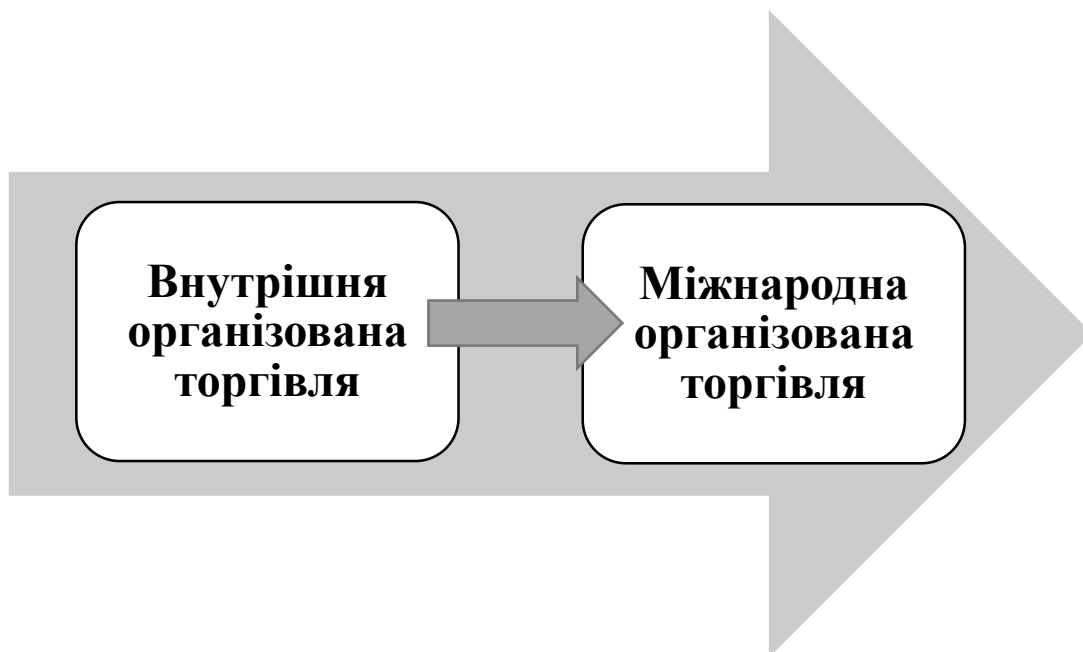 Внутрішня
організована
торгівля
Міжнародна
організована
торгівля